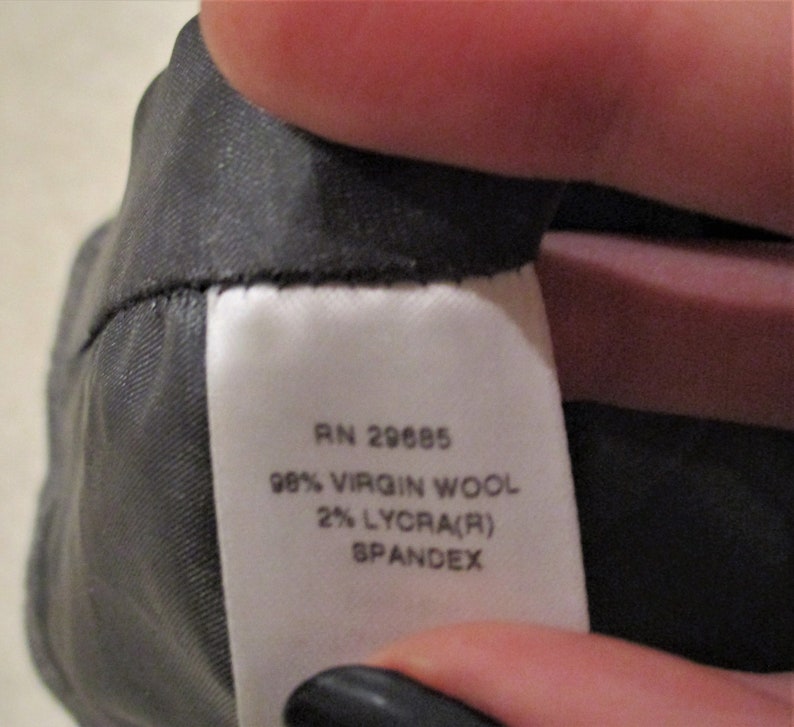 RN 29685
98% VIRGIN WOOL
2% LYCRA(R)
SPANDEX